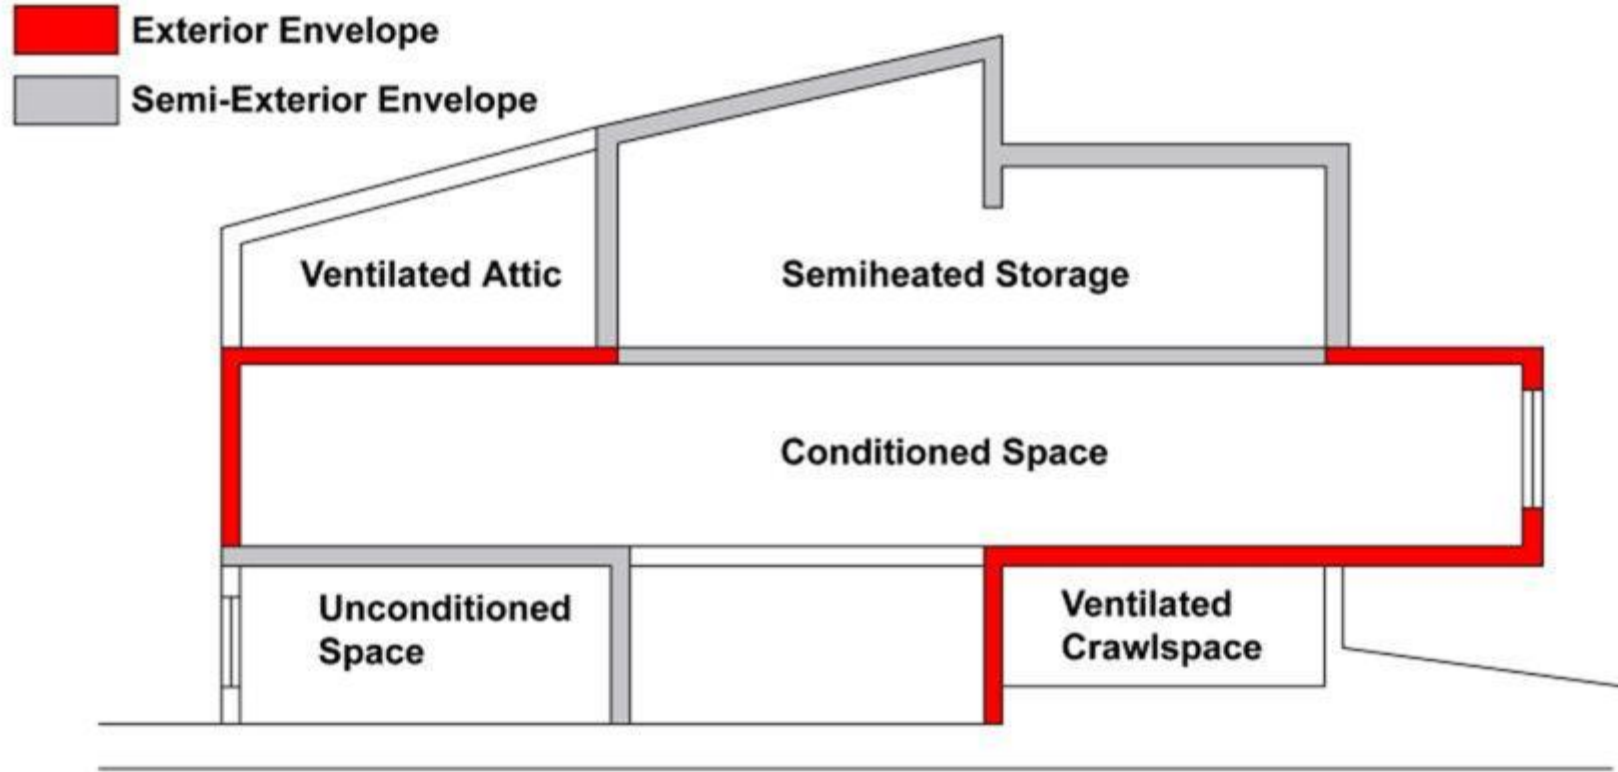 Exterior Envelope
Semi-Exterior Envelope
Ventilated Attic
Semiheated Storage
Conditioned Space
Unconditioned
Space
Ventilated
Crawlspace